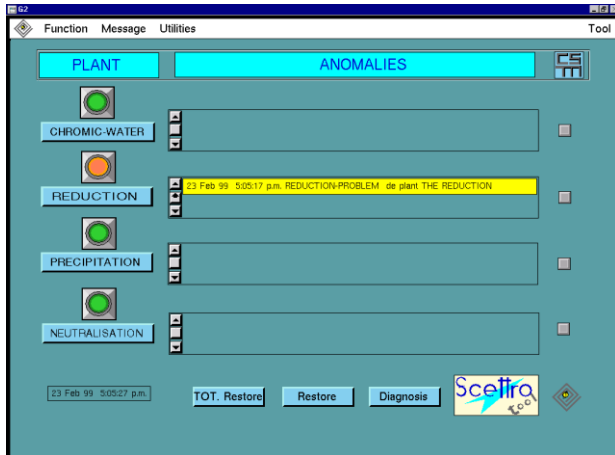 G2
Function Message Utilities Tool
PLANT ANOMALIES CSM
CHROMIC-WATER
23 Feb 99 5:05:17 p.m. REDUCTION-PROBLEM de plant THE REDUCTION
REDUCTION
PRECIPITATION
NEUTRALISATION
23 Feb 99 5:05:27 p.m. TOT. Restore Restore Diagnosis Scettro
tool